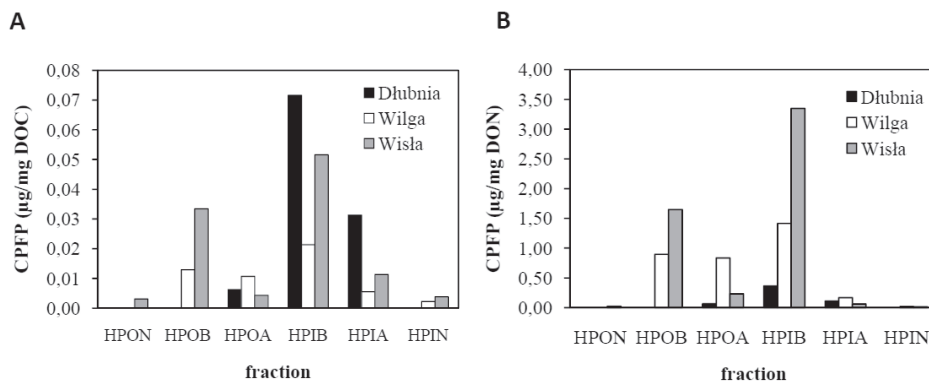 A
CPFP (µg/mg DOC)
0,08
0,07
0,06
0,05
0,04
0,03
0,02
0,01
0,00
Dłubnia
Wilga
Wisła
HPON HPOB HPOA HPIB HPIA HPIN
fraction
B
CPFP (µg/mg DON)
4,00
3,50
3,00
2,50
2,00
1,50
1,00
0,50
0,00
Dłubnia
Wilga
Wisła
HPON HPOB HPOA HPIB HPIA HPIN
fraction